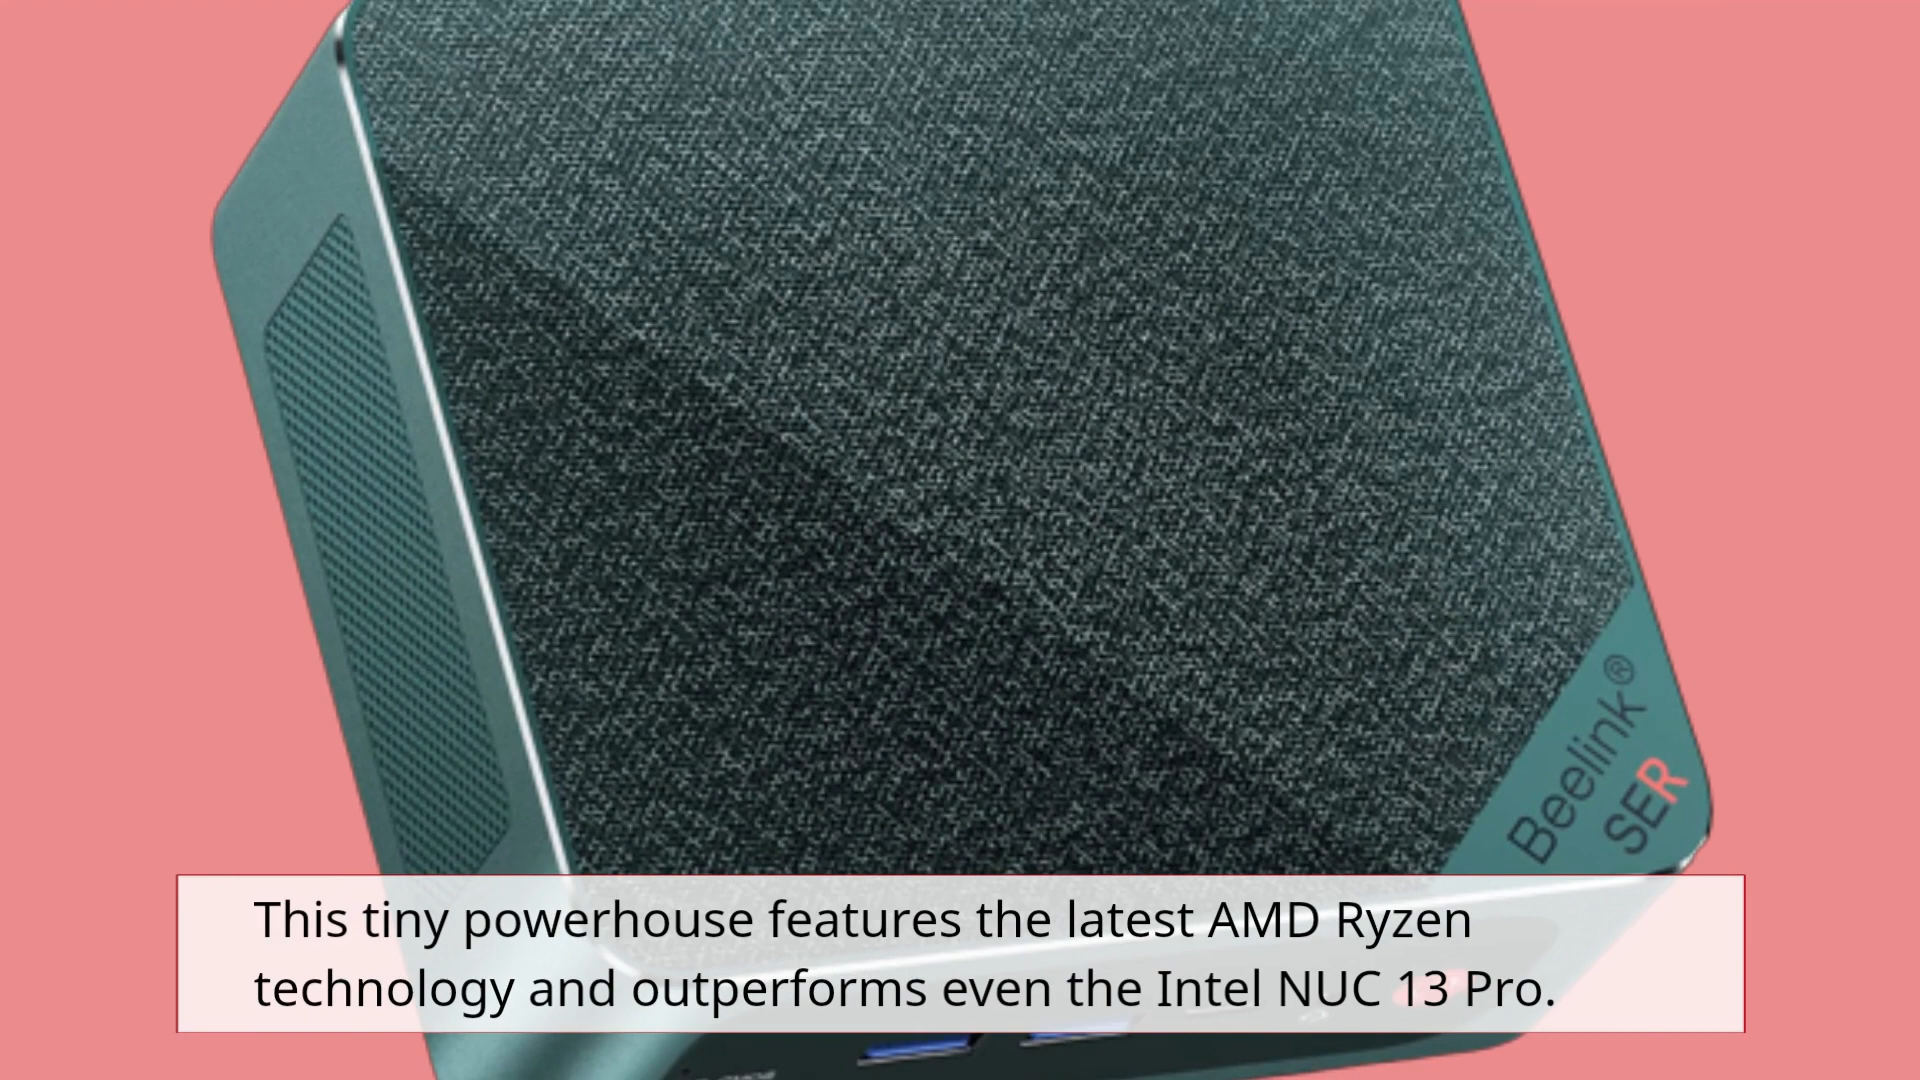 Beelink®
SER
This tiny powerhouse features the latest AMD Ryzen
technology and outperforms even the Intel NUC 13 Pro.